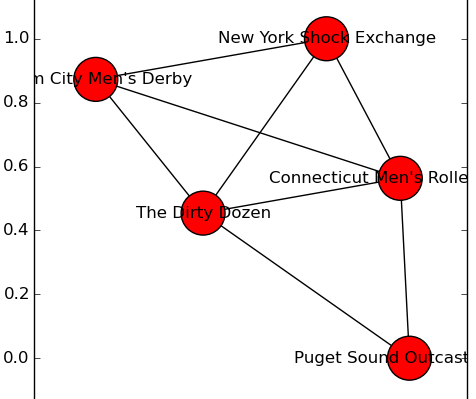 1.0
New York Shock Exchange
m City Men's Derby
0.8
0.6
Connecticut Men's Rolle
The Dirty Dozen
0.4
0.2
0.0
Puget Sound Outcast